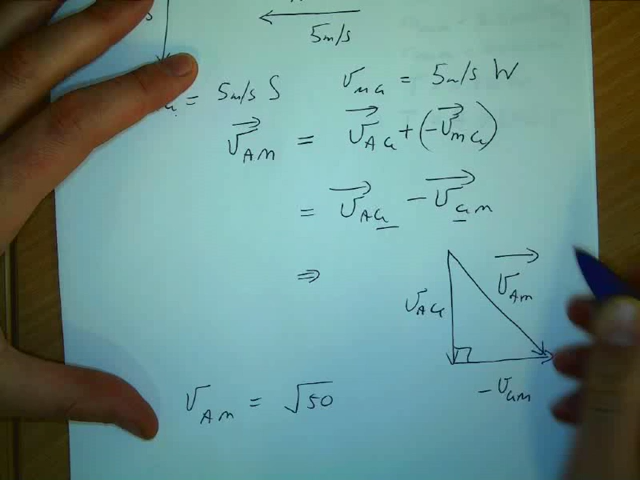 5m/s
= 5m/s S
v_MG = 5m/s W
v_AM = v_AG + (-v_MG)
= v_AG - v_GM
⇒
v_AG
v_AM
-v_GM
v_AM = √50